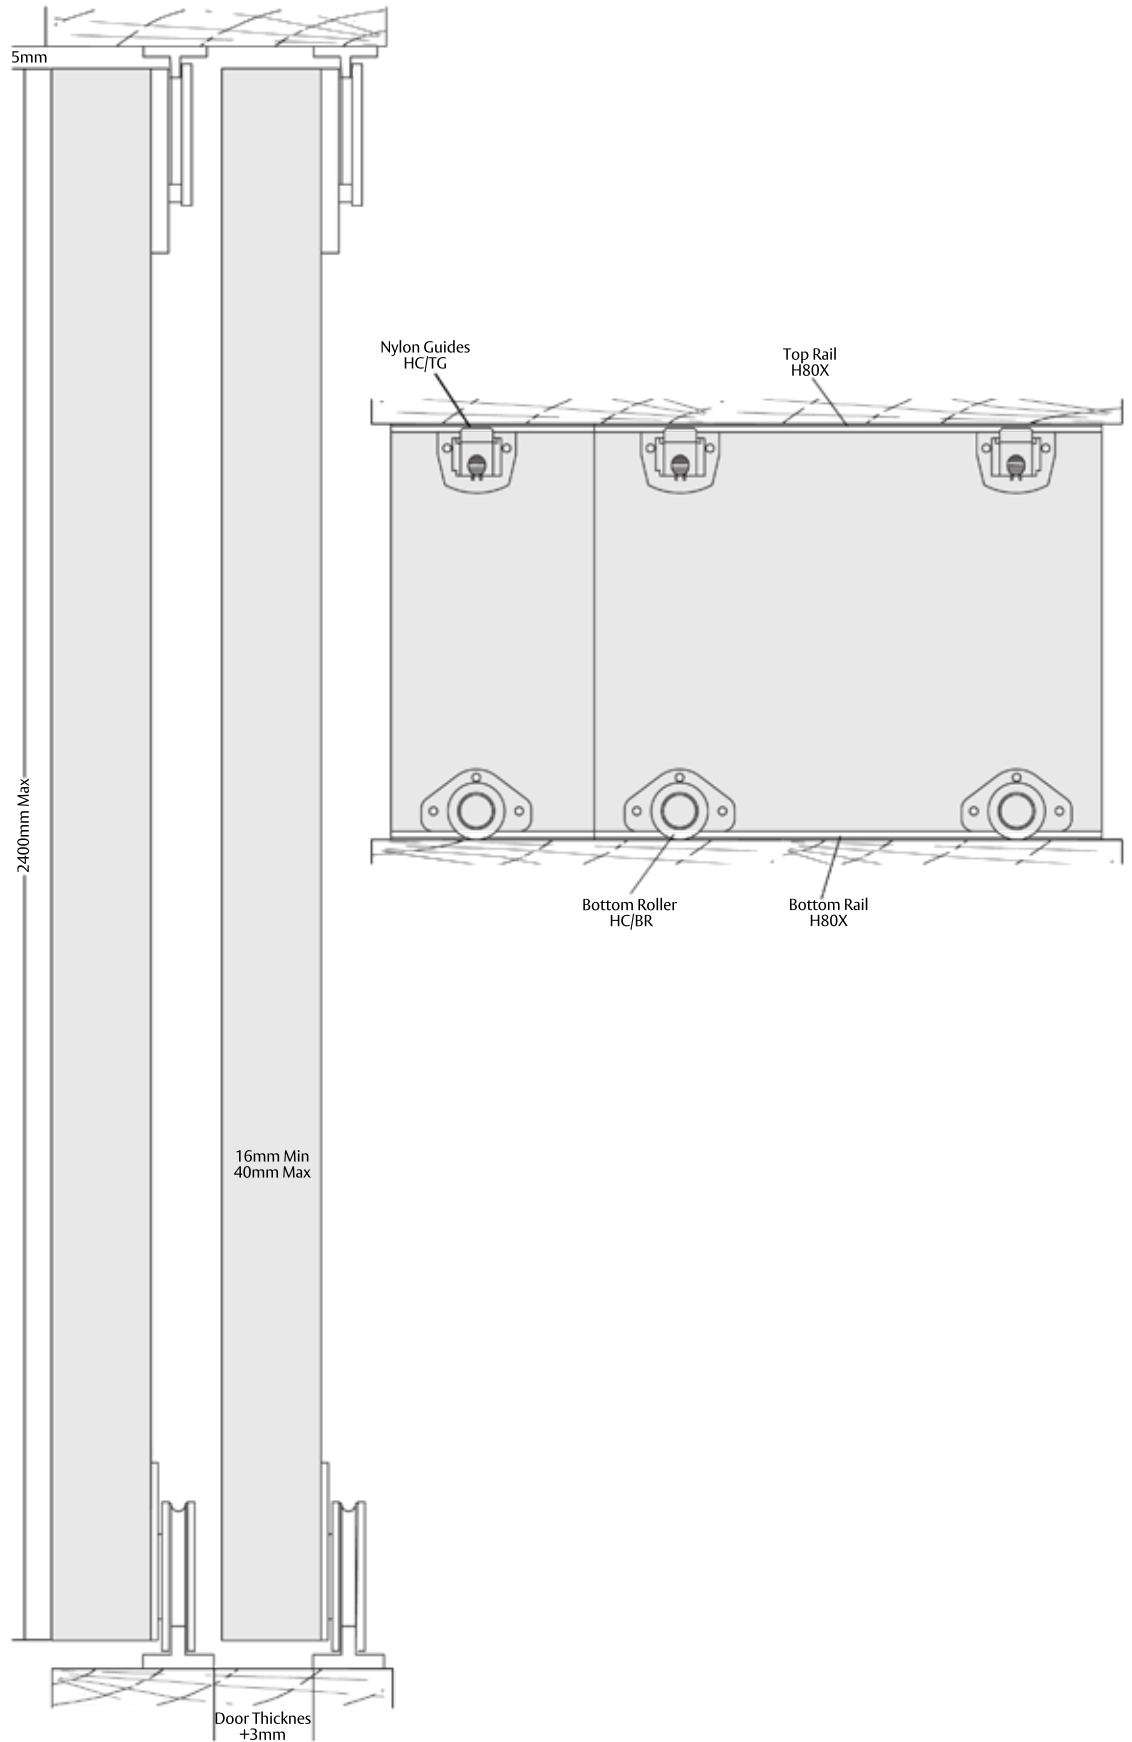 5mm
Nylon Guides
HC/TG
Top Rail
H80X
2400mm Max
Bottom Roller
HC/BR
Bottom Rail
H80X
16mm Min
40mm Max
Door Thicknes
+3mm